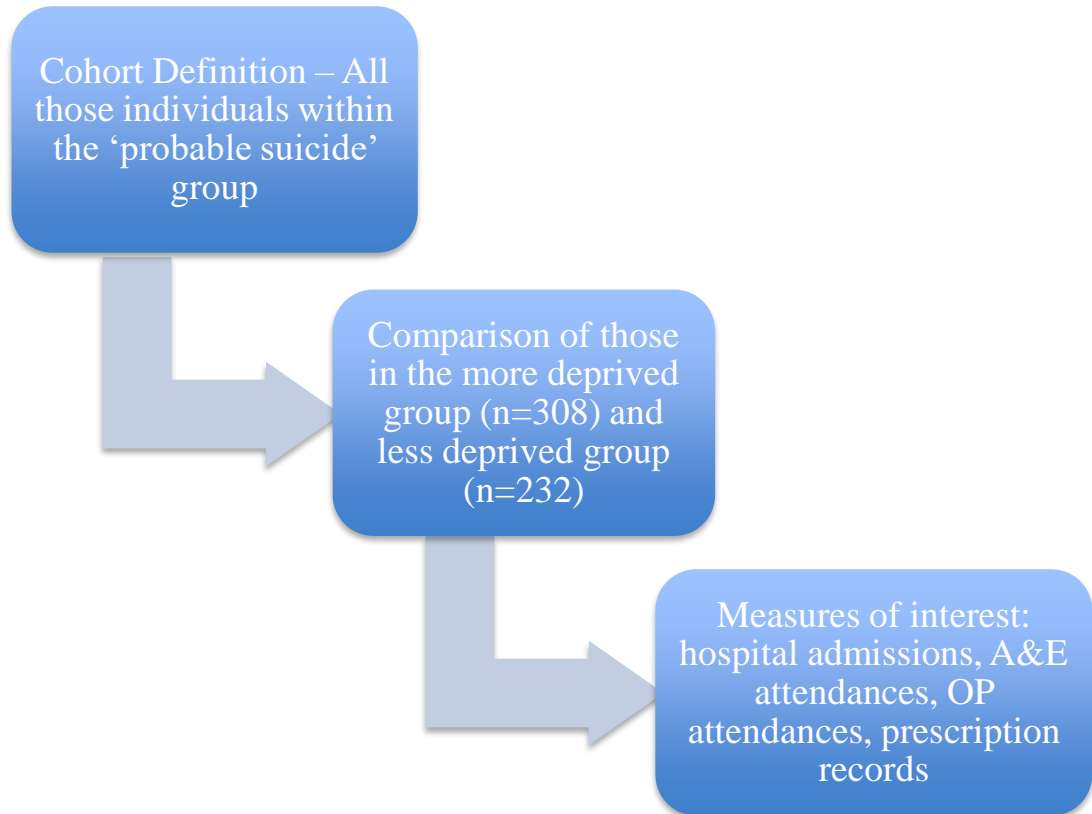 Cohort Definition – All
those individuals within
the ‘probable suicide’
group
Comparison of those
in the more deprived
group (n=308) and
less deprived group
(n=232)
Measures of interest:
hospital admissions, A&E
attendances, OP
attendances, prescription
records